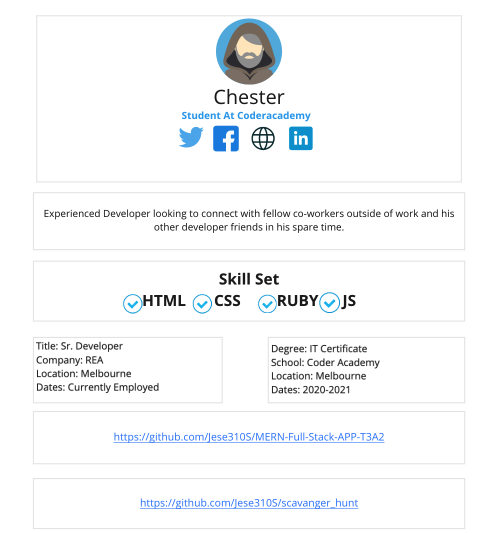 Chester
Student At Coderacademy
in
Experienced Developer looking to connect with fellow co-workers outside of work and his
other developer friends in his spare time.
Skill Set
HTML CSS RUBY JS
Title: Sr. Developer
Company: REA
Location: Melbourne
Dates: Currently Employed
Degree: IT Certificate
School: Coder Academy
Location: Melbourne
Dates: 2020-2021
https://github.com/Jese310S/MERN-Full-Stack-APP-T3A2
https://github.com/Jese310S/scavanger_hunt